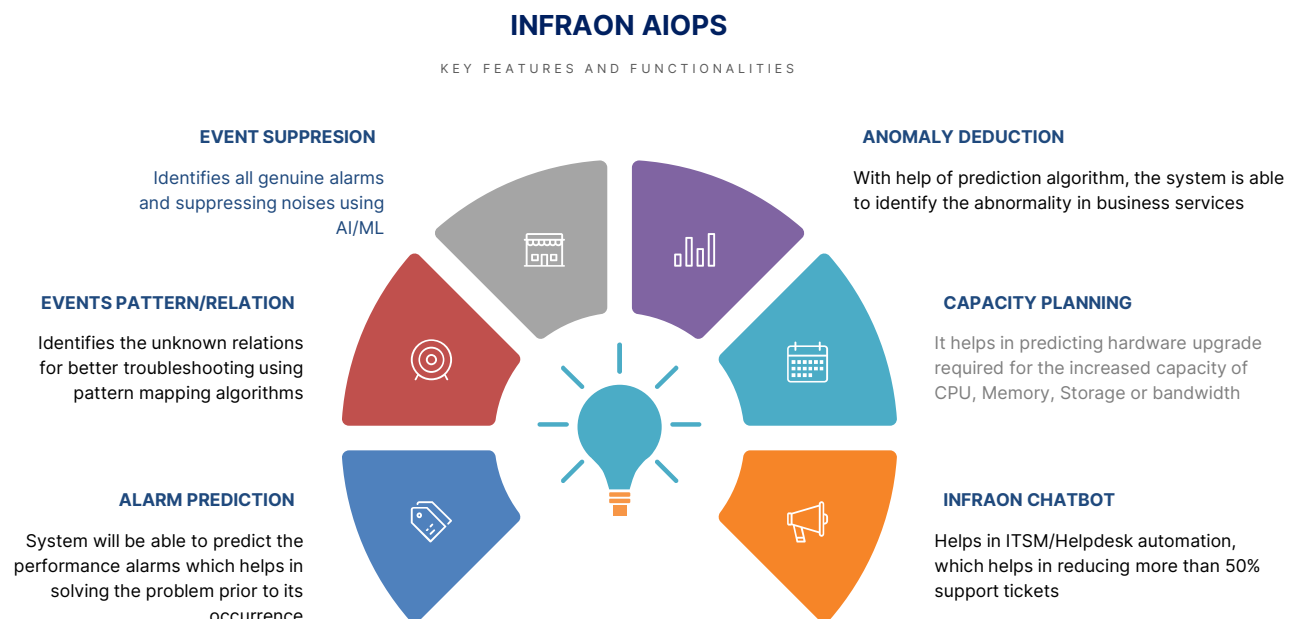 INFRAON AIOPS
KEY FEATURES AND FUNCTIONALITIES
EVENT SUPPRESION
Identifies all genuine alarms
and suppressing noises using
AI/ML
ANOMALY DEDUCTION
With help of prediction algorithm, the system is able
to identify the abnormality in business services
EVENTS PATTERN/RELATION
Identifies the unknown relations
for better troubleshooting using
pattern mapping algorithms
CAPACITY PLANNING
It helps in predicting hardware upgrade
required for the increased capacity of
CPU, Memory, Storage or bandwidth
ALARM PREDICTION
System will be able to predict the
performance alarms which helps in
solving the problem prior to its
occurrence
INFRAON CHATBOT
Helps in ITSM/Helpdesk automation,
which helps in reducing more than 50%
support tickets